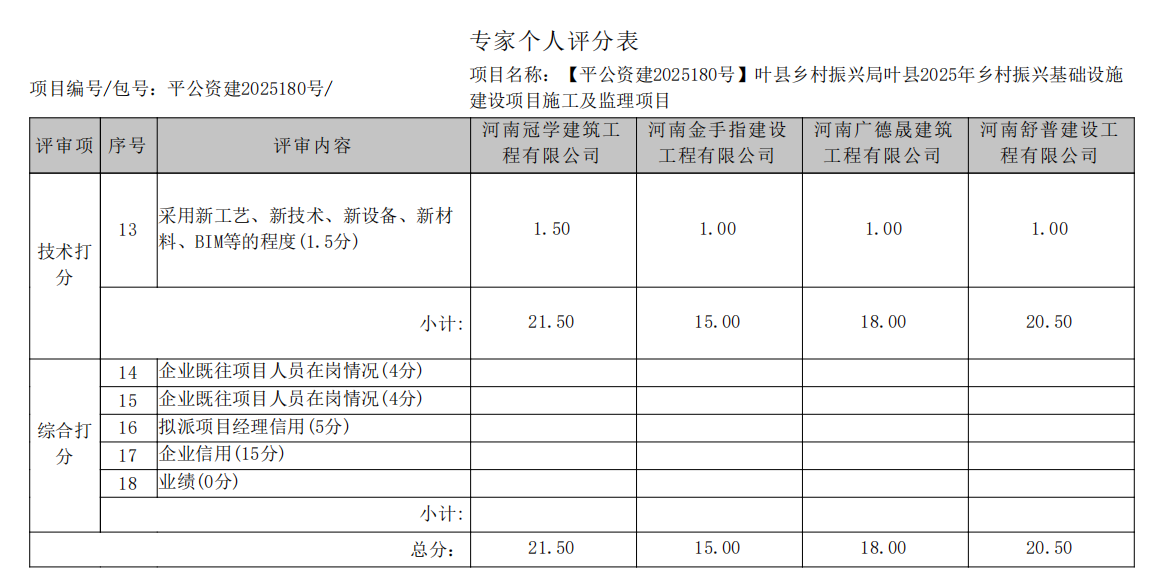 专家个人评分表
项目编号/包号：平公资建2025180号/
项目名称：【平公资建2025180号】叶县乡村振兴局叶县2025年乡村振兴基础设施
建设项目施工及监理项目
评审项 序号 评审内容 河南冠学建筑工 河南金手指建设 河南广德晟建筑 河南舒普建设工
程有限公司 工程有限公司 工程有限公司 程有限公司
技术打
分
13
采用新工艺、新技术、新设备、新材
料、BIM等的程度(1.5分)
1.50 1.00 1.00 1.00
小计: 21.50 15.00 18.00 20.50
综合打
分
14 企业既往项目人员在岗情况(4分)
15 企业既往项目人员在岗情况(4分)
16 拟派项目经理信用(5分)
17 企业信用(15分)
18 业绩(0分)
小计:
总分： 21.50 15.00 18.00 20.50